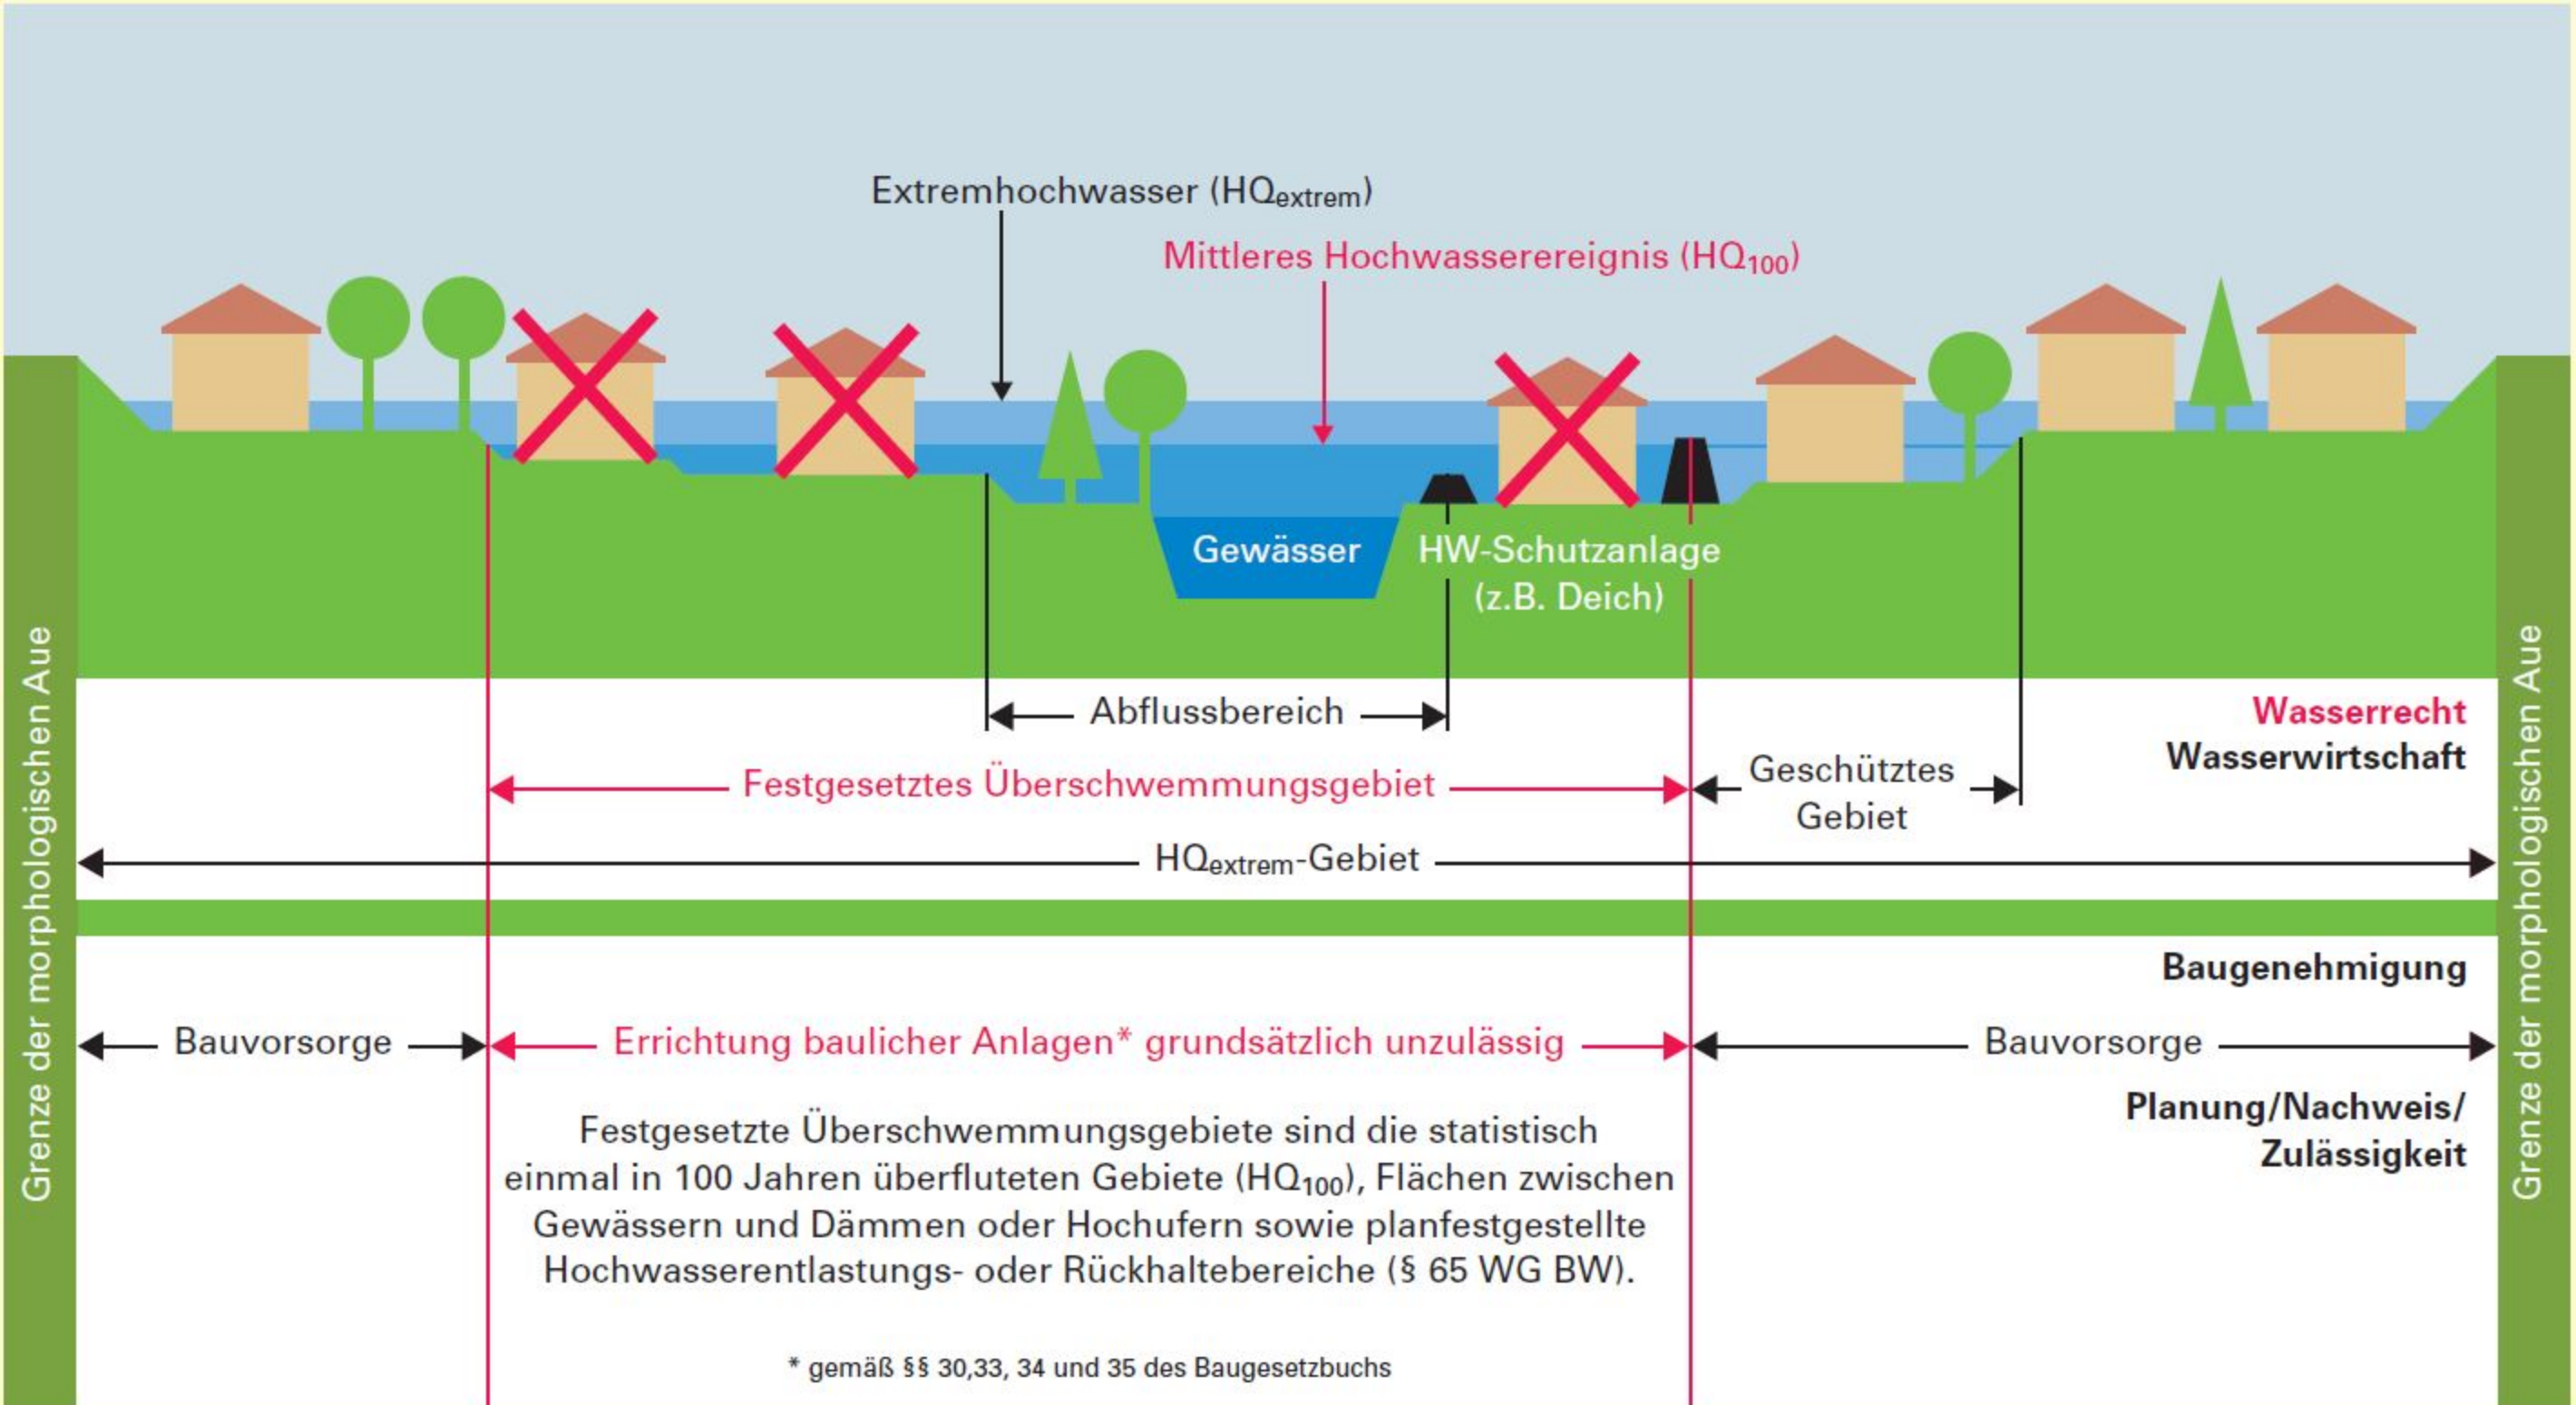 Extremhochwasser (HQextrem)
Mittleres Hochwasserereignis (HQ100)
Gewässer
HW-Schutzanlage
(z.B. Deich)
Grenze der morphologischen Aue
Grenze der morphologischen Aue
Abflussbereich
Wasserrecht
Wasserwirtschaft
Festgesetztes Überschwemmungsgebiet
Geschütztes
Gebiet
HQextrem-Gebiet
Baugenehmigung
Bauvorsorge
Errichtung baulicher Anlagen* grundsätzlich unzulässig
Bauvorsorge
Planung/Nachweis/
Zulässigkeit
Festgesetzte Überschwemmungsgebiete sind die statistisch
einmal in 100 Jahren überfluteten Gebiete (HQ100), Flächen zwischen
Gewässern und Dämmen oder Hochufern sowie planfestgestellte
Hochwasserentlastungs- oder Rückhaltebereiche (§ 65 WG BW).
* gemäß §§ 30,33, 34 und 35 des Baugesetzbuchs